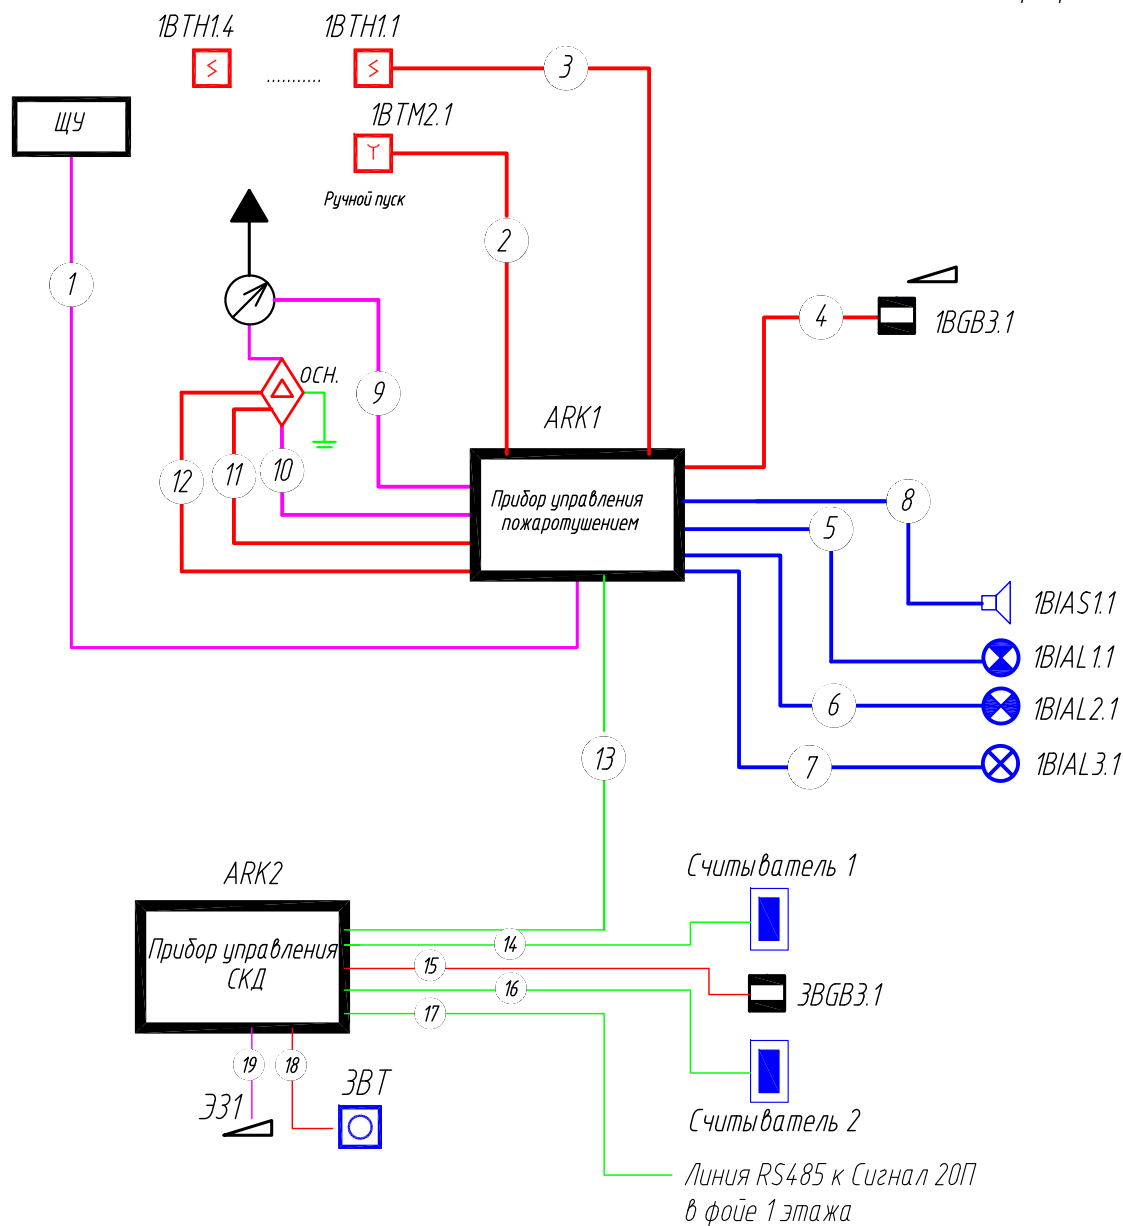 1BTH1.4
1BTH1.1
...........
3
1BTM2.1
ЩУ
Ручной пуск
2
1
4
1BGB3.1
осн.
9
ARK1
12
11
10
Прибор управления
пожаротушением
8
5
1BIAS1.1
1BIAL1.1
6
1BIAL2.1
13
7
1BIAL3.1
ARK2
Считыватель 1
Прибор управления
СКД
14
15
16
17
3BGB3.1
19
18
ЭЗ1
3BT
Считыватель 2
Линия RS485 к Сигнал 20П
в фойе 1 этажа